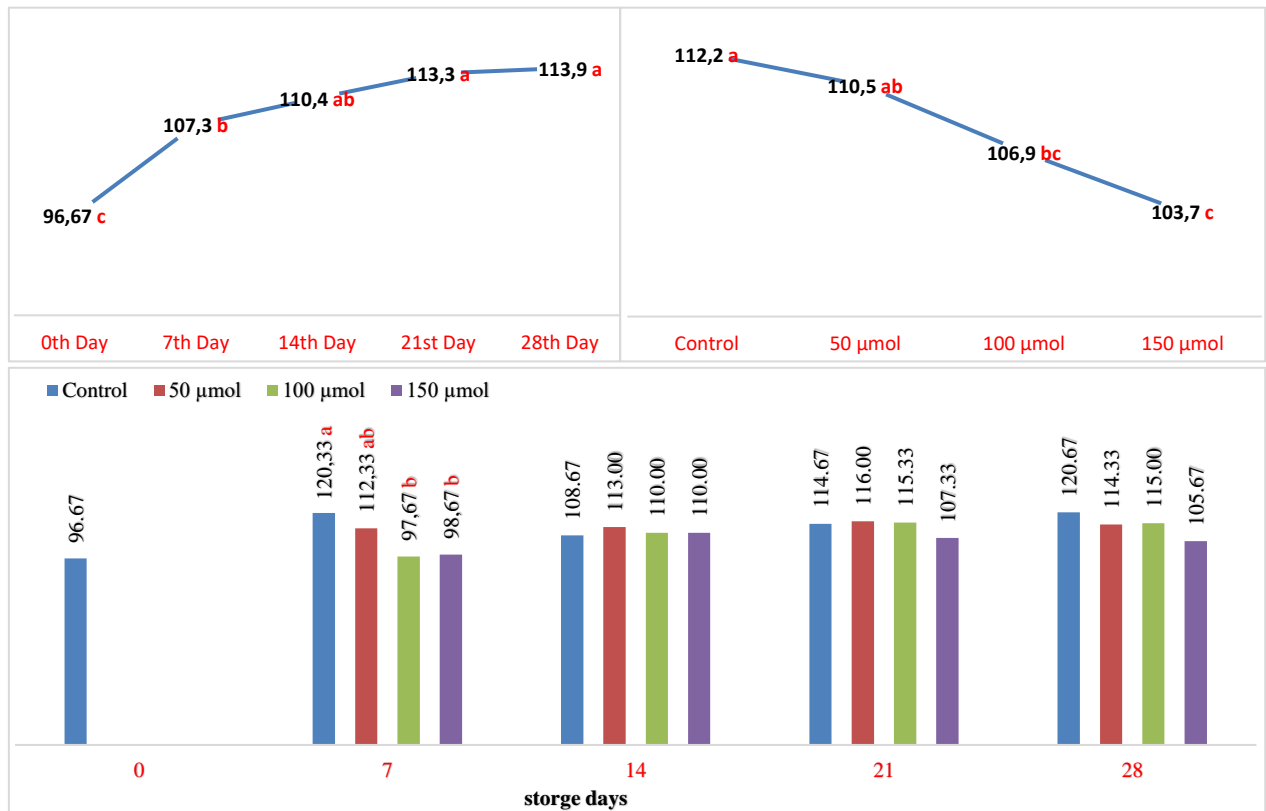 113,9 a
113,3 a
110,4 ab
107,3 b
96,67 c
0th Day 7th Day 14th Day 21st Day 28th Day
112,2 a
110,5 ab
106,9 bc
103,7 c
Control 50 µmol 100 µmol 150 µmol
Control 50 µmol 100 µmol 150 µmol
96.67
120,33 a
112,33 ab
97,67 b
98,67 b
108.67
113.00
110.00
110.00
114.67
116.00
115.33
107.33
120.67
114.33
115.00
105.67
0 7 14 21 28
storge days